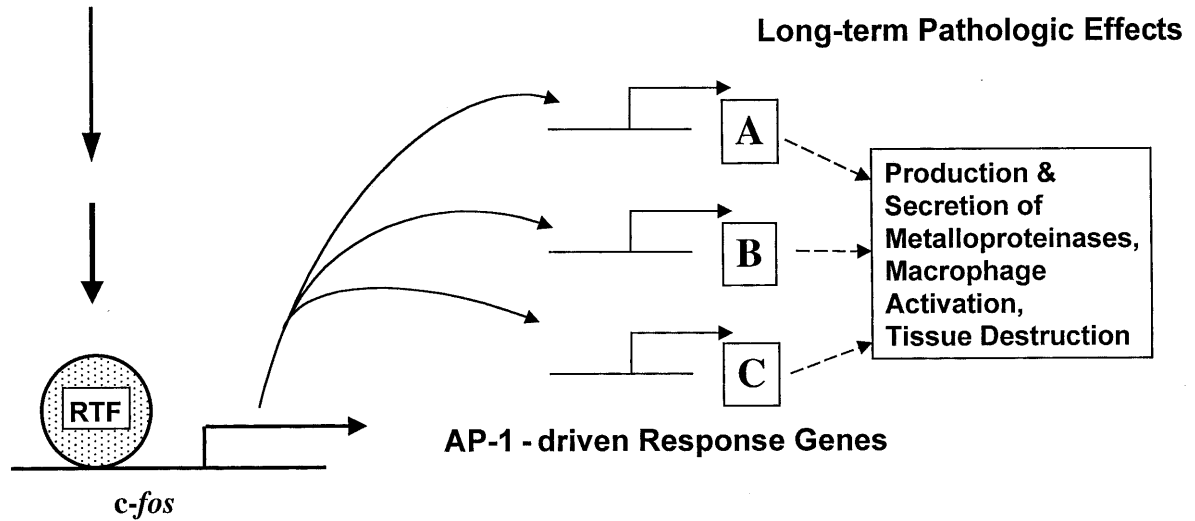 Long-term Pathologic Effects
A
Production &
Secretion of
Metalloproteinases,
Macrophage
Activation,
Tissue Destruction
B
C
RTF
AP-1 - driven Response Genes
c-fos